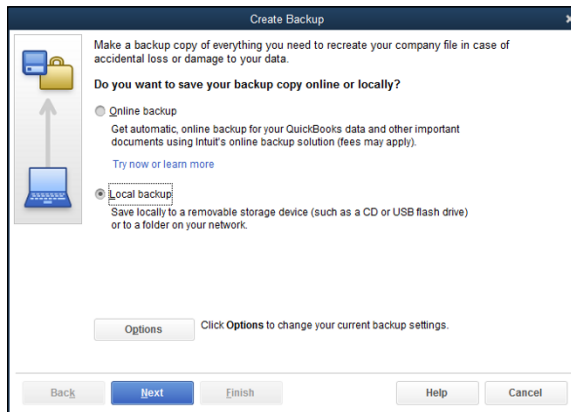 Create Backup
Make a backup copy of everything you need to recreate your company file in case of
accidental loss or damage to your data.
Do you want to save your backup copy online or locally?
Online backup
Get automatic, online backup for your QuickBooks data and other important
documents using Intuit's online backup solution (fees may apply).
Try now or learn more
Local backup
Save locally to a removable storage device (such as a CD or USB flash drive)
or to a folder on your network.
Options Click Options to change your current backup settings.
Back Next Finish Help Cancel